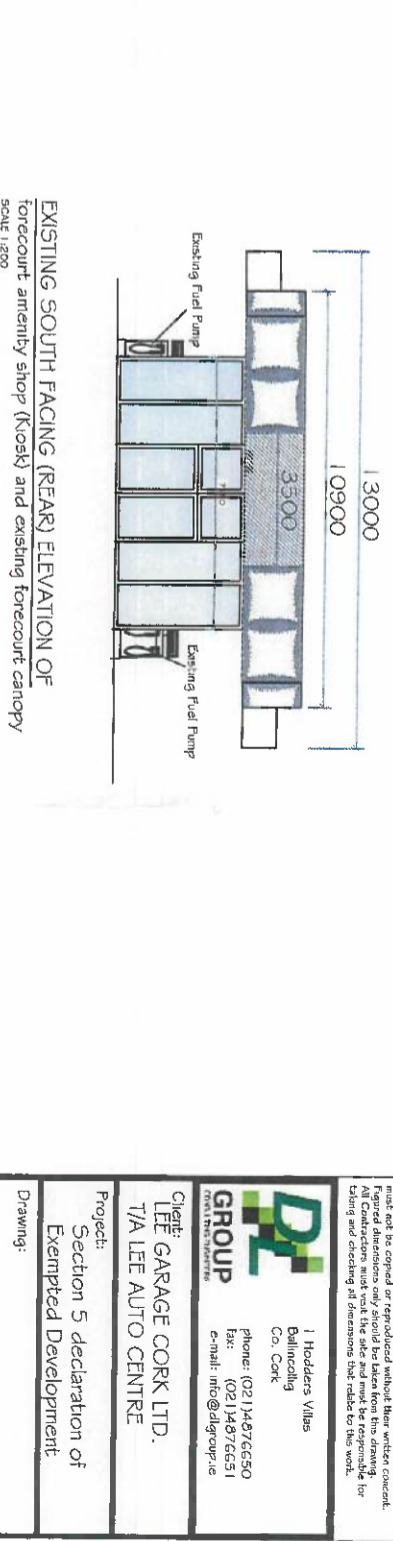 13000
10900
3500
Existing Fuel Pump
Existing Fuel Pump
EXISTING SOUTH FACING (REAR) ELEVATION OF
forecourt amenity shop (Kiosk) and existing forecourt canopy
SCALE 1:200
must not be copied or reproduced without their written concent.
Figured dimensions only should be taken from this drawing.
All Contractors must visit the site and must be responsible for
taking and checking all dimensions that relate to this work.
DL
GROUP
CONSULTING ENGINEERS
1 Hodders Villas
Ballincollig
Co. Cork
phone: (021)4876650
fax: (021)4876651
e-mail: info@dlgroup.ie
Client:
LEE GARAGE CORK LTD.
T/A LEE AUTO CENTRE
Project:
Section 5 declaration of
Exempted Development
Drawing: